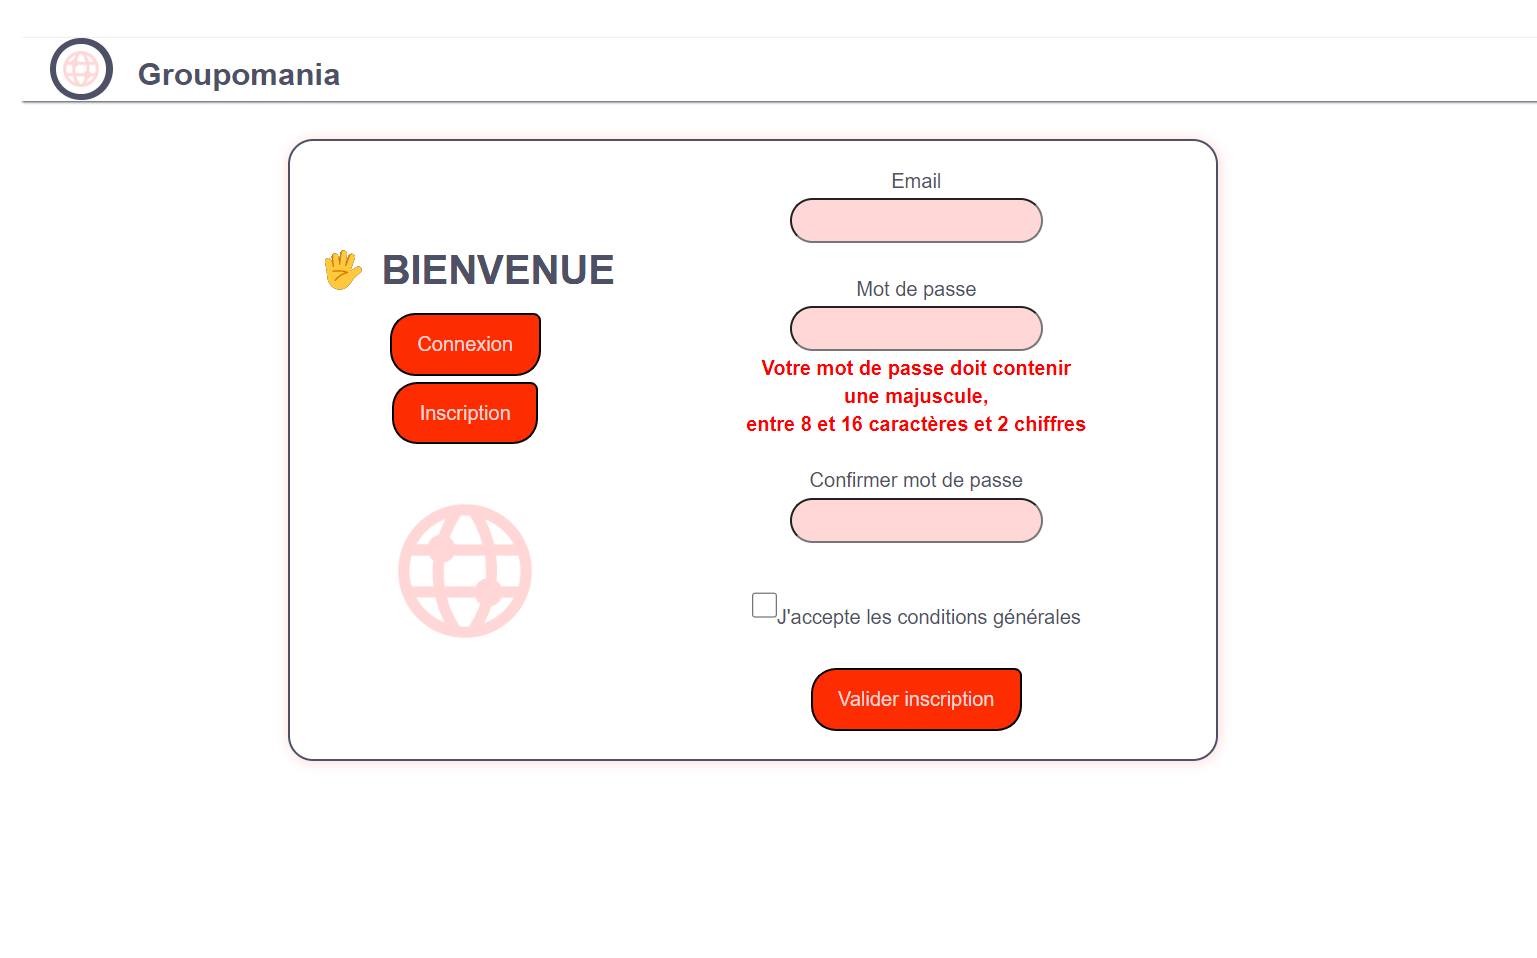 Groupomania
BIENVENUE
Connexion
Inscription
Email
Mot de passe
Votre mot de passe doit contenir
une majuscule,
entre 8 et 16 caractères et 2 chiffres
Confirmer mot de passe
J'accepte les conditions générales
Valider inscription